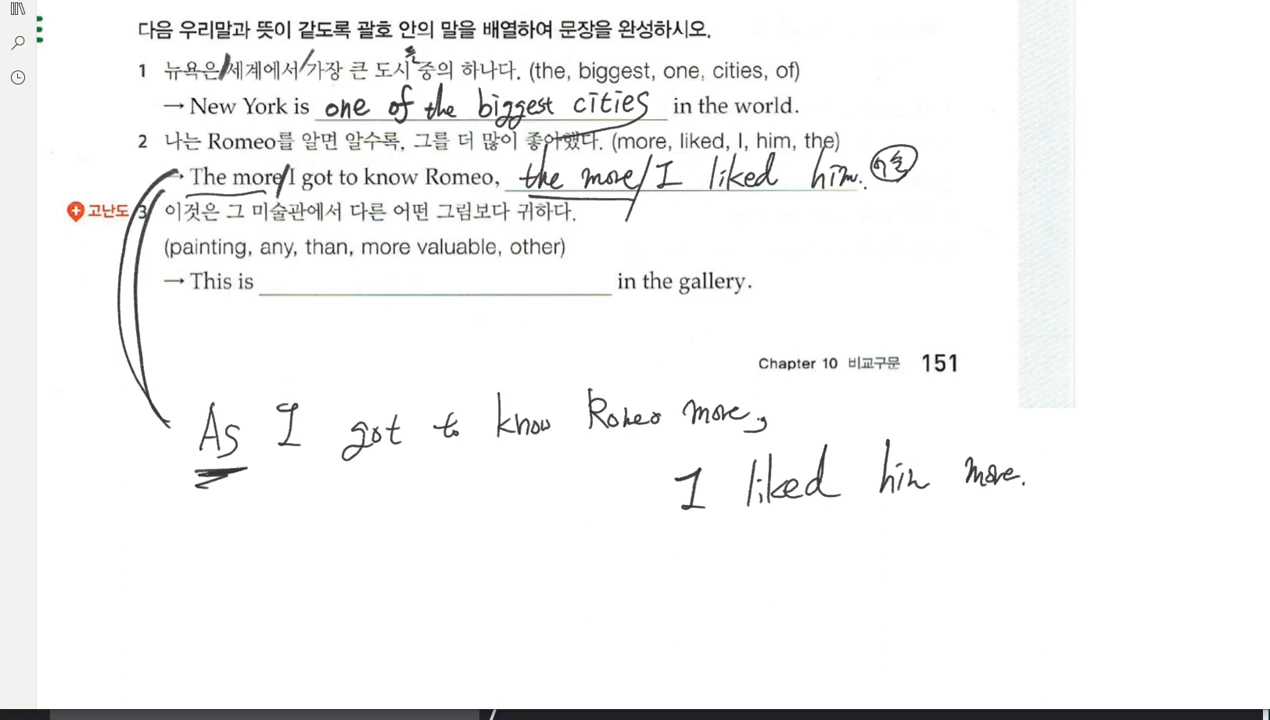 다음 우리말과 뜻이 같도록 괄호 안의 말을 배열하여 문장을 완성하시오.
1 뉴욕은 세계에서 가장 큰 도시 중의 하나다. (the, biggest, one, cities, of)
→ New York is one of the biggest cities in the world.
2 나는 Romeo를 알면 알수록, 그를 더 많이 좋아했다. (more, liked, I, him, the)
→ The more I got to know Romeo, the more I liked him.
고난도 3 이것은 그 미술관에서 다른 어떤 그림보다 귀하다.
(painting, any, than, more valuable, other)
→ This is in the gallery.
Chapter 10 비교구문 151
As I got to know Romeo more,
I liked him more.